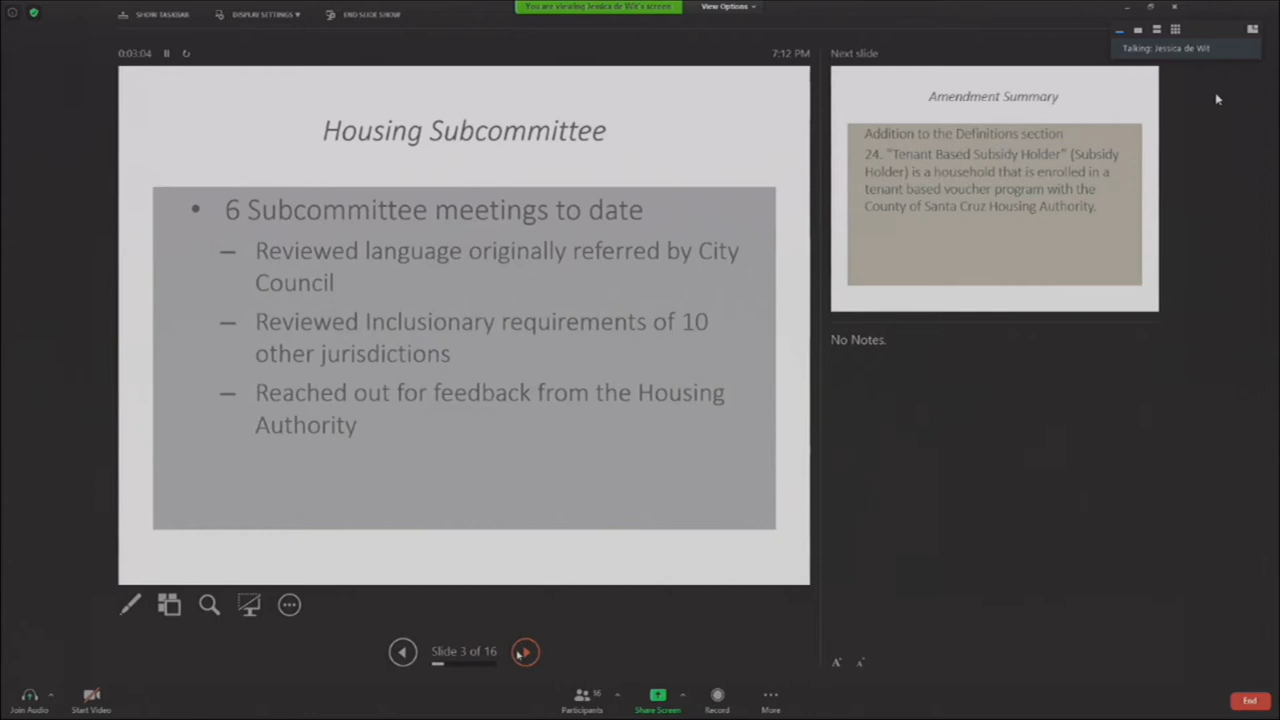 SHOW TASKBAR
DISPLAY SETTINGS ▾
END SLIDE SHOW
You are viewing Jessica de Wit's screen
View Options
Talking: Jessica de Wit
0:03:04
7:12 PM
Next slide
Housing Subcommittee
• 6 Subcommittee meetings to date
– Reviewed language originally referred by City
Council
– Reviewed Inclusionary requirements of 10
other jurisdictions
– Reached out for feedback from the Housing
Authority
Amendment Summary
Addition to the Definitions section
24. “Tenant Based Subsidy Holder” (Subsidy
Holder) is a household that is enrolled in a
tenant based voucher program with the
County of Santa Cruz Housing Authority.
No Notes.
Slide 3 of 16
A A
Join Audio
Start Video
16
Participants
Share Screen
Record
More
End